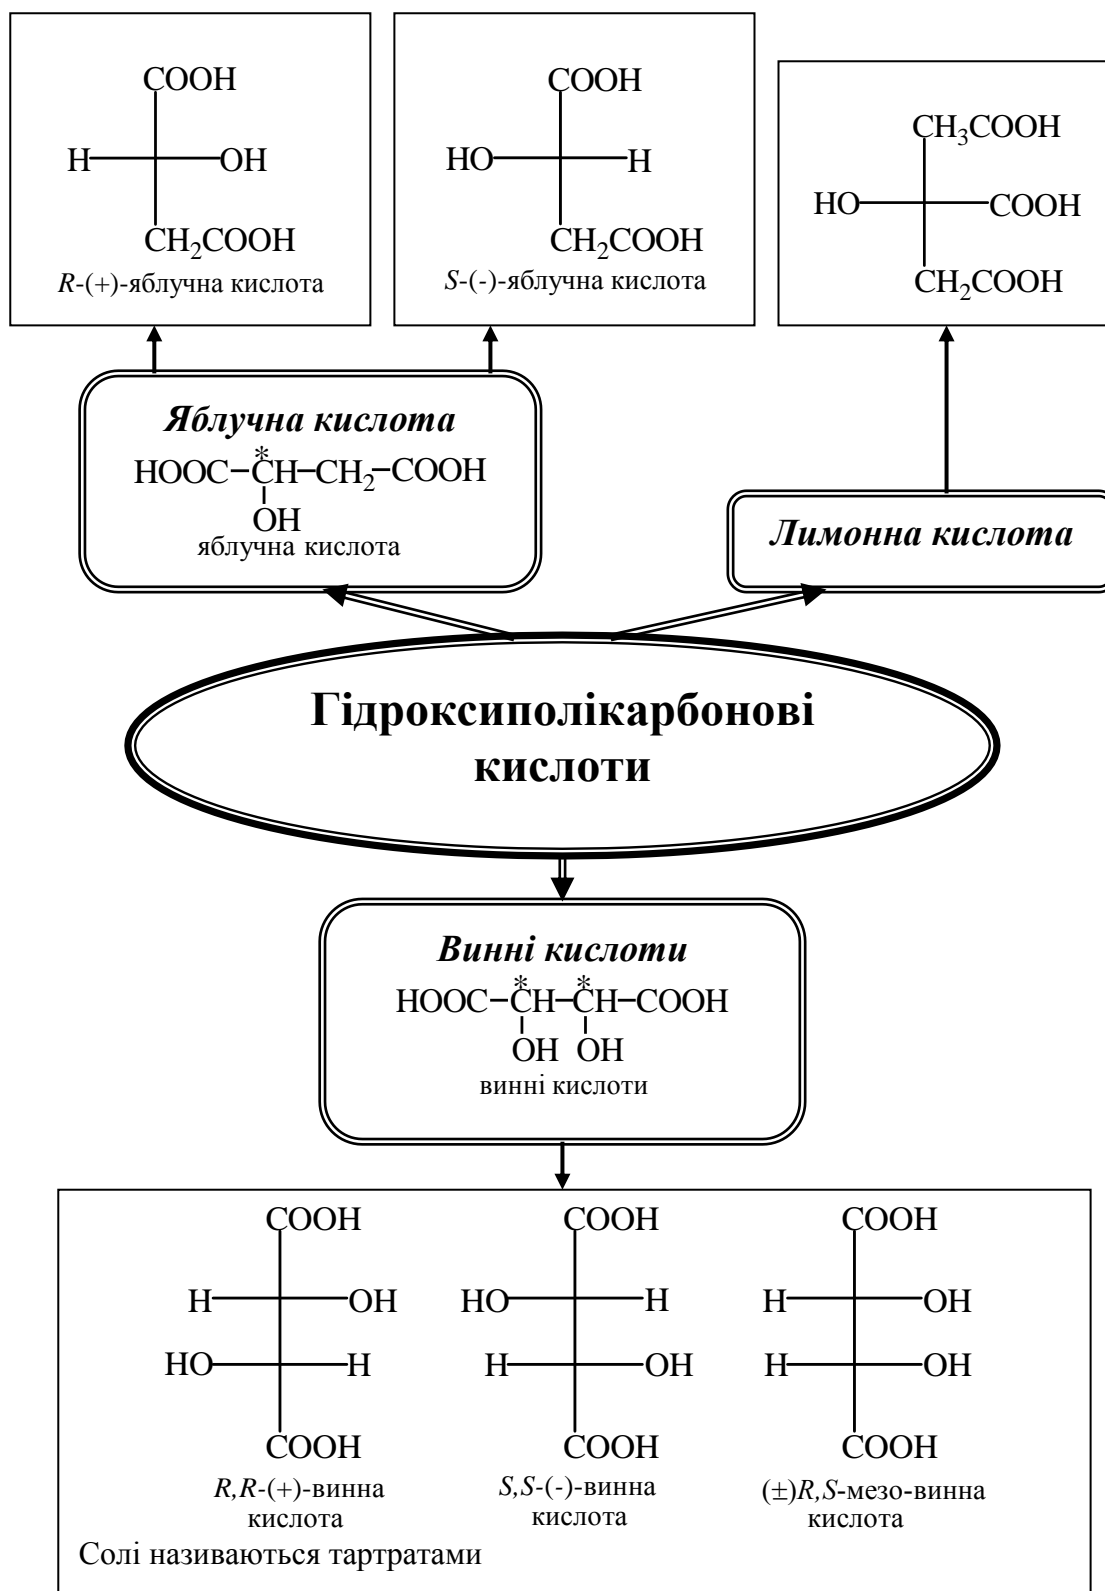 COOH
H OH
CH₂COOH
R-(+)-яблучна кислота
COOH
HO H
CH₂COOH
S-(-)-яблучна кислота
CH₃COOH
HO COOH
CH₂COOH
Яблучна кислота
*
HOOC–CH–CH₂–COOH
OH
яблучна кислота
Лимонна кислота
Гідроксиполікарбонові
кислоти
Винні кислоти
* *
HOOC–CH–CH–COOH
OH OH
винні кислоти
COOH
H OH
HO H
COOH
R,R-(+)-винна
кислота
COOH
HO H
H OH
COOH
S,S-(-)-винна
кислота
COOH
H OH
H OH
COOH
(±)R,S-мезо-винна
кислота
Солі називаються тартратами